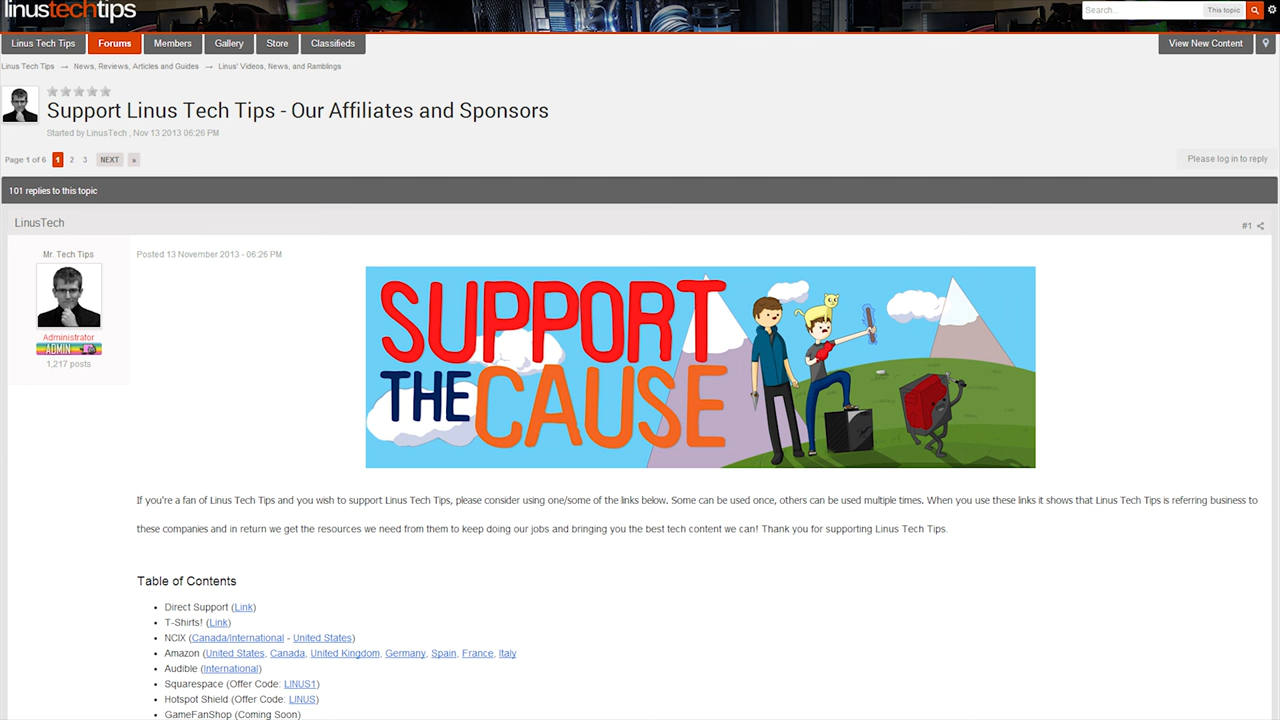 linustechtips
Search...
This topic
Linus Tech Tips
Forums
Members
Gallery
Store
Classifieds
View New Content
Linus Tech Tips → News, Reviews, Articles and Guides → Linus' Videos, News, and Ramblings
Support Linus Tech Tips - Our Affiliates and Sponsors
Started by LinusTech , Nov 13 2013 06:26 PM
Page 1 of 6 1 2 3 NEXT »
Please log in to reply
101 replies to this topic
LinusTech
#1
Mr. Tech Tips
Administrator
ADMIN
1,217 posts
Posted 13 November 2013 - 06:26 PM
SUPPORT
THE CAUSE
If you're a fan of Linus Tech Tips and you wish to support Linus Tech Tips, please consider using one/some of the links below. Some can be used once, others can be used multiple times. When you use these links it shows that Linus Tech Tips is referring business to
these companies and in return we get the resources we need from them to keep doing our jobs and bringing you the best tech content we can! Thank you for supporting Linus Tech Tips.
Table of Contents
• Direct Support (Link)
• T-Shirts! (Link)
• NCIX (Canada/International - United States)
• Amazon (United States, Canada, United Kingdom, Germany, Spain, France, Italy
• Audible (International)
• Squarespace (Offer Code: LINUS1)
• Hotspot Shield (Offer Code: LINUS)
• GameFanShop (Coming Soon)